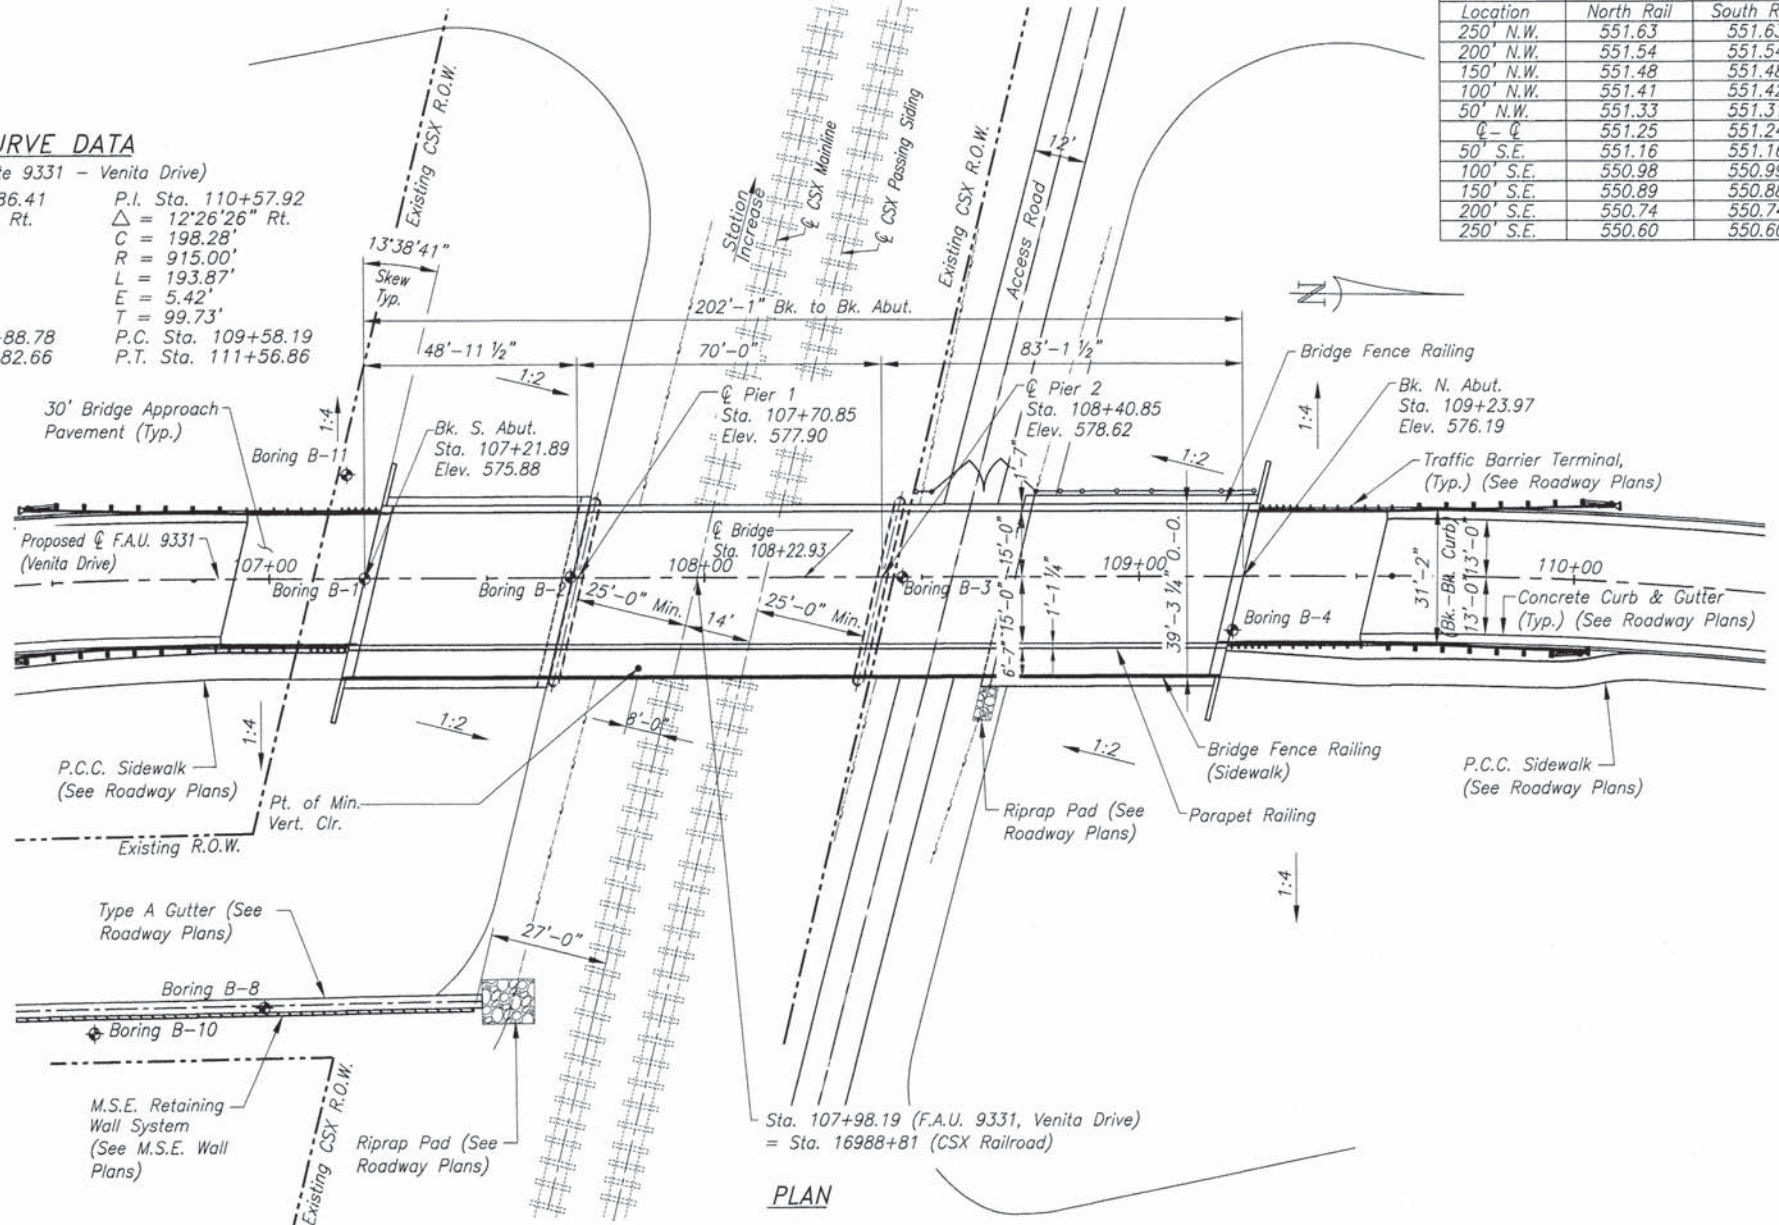 Location North Rail South R
250' N.W. 551.63 551.63
200' N.W. 551.54 551.54
150' N.W. 551.48 551.48
100' N.W. 551.41 551.42
50' N.W. 551.33 551.31
℄ - ℄ 551.25 551.24
50' S.E. 551.16 551.16
100' S.E. 550.98 550.99
150' S.E. 550.89 550.88
200' S.E. 550.74 550.74
250' S.E. 550.60 550.60
URVE DATA
te 9331 - Venita Drive)
86.41
Rt.
88.78
82.66
P.I. Sta. 110+57.92
△ = 12°26'26" Rt.
C = 198.28'
R = 915.00'
L = 193.87'
E = 5.42'
T = 99.73'
P.C. Sta. 109+58.19
P.T. Sta. 111+56.86
Existing CSX R.O.W.
13°38'41"
Skew
Typ.
Station
Increase
℄ CSX Mainline
℄ CSX Passing Siding
Existing CSX R.O.W.
Access Road
12'
N
202'-1" Bk. to Bk. Abut.
48'-11 ½"
70'-0"
83'-1 ½"
1:2
1:4
30' Bridge Approach
Pavement (Typ.)
Boring B-11
Bk. S. Abut.
Sta. 107+21.89
Elev. 575.88
℄ Pier 1
Sta. 107+70.85
Elev. 577.90
℄ Pier 2
Sta. 108+40.85
Elev. 578.62
Bridge Fence Railing
Bk. N. Abut.
Sta. 109+23.97
Elev. 576.19
1:4
1:2
Traffic Barrier Terminal,
(Typ.) (See Roadway Plans)
1'-7"
Proposed ℄ F.A.U. 9331
(Venita Drive)
107+00
Boring B-1
Boring B-2
℄ Bridge
Sta. 108+22.93
108+00
25'-0" Min.
14'
25'-0" Min.
Boring B-3
15'-0"
15'-0"
6'-7"
1'-1 ¼"
109+00
39'-3 ¼" O.-O.
Boring B-4
31'-2"
(Bk.-Bk. Curb)
13'-0"
13'-0"
110+00
Concrete Curb & Gutter
(Typ.) (See Roadway Plans)
1:4
1:2
8'-0"
1:2
P.C.C. Sidewalk
(See Roadway Plans)
Pt. of Min.
Vert. Clr.
Existing R.O.W.
Riprap Pad (See
Roadway Plans)
Bridge Fence Railing
(Sidewalk)
Parapet Railing
P.C.C. Sidewalk
(See Roadway Plans)
1:4
Type A Gutter (See
Roadway Plans)
27'-0"
Boring B-8
Boring B-10
M.S.E. Retaining
Wall System
(See M.S.E. Wall
Plans)
Existing CSX R.O.W.
Riprap Pad (See
Roadway Plans)
Sta. 107+98.19 (F.A.U. 9331, Venita Drive)
= Sta. 16988+81 (CSX Railroad)
PLAN